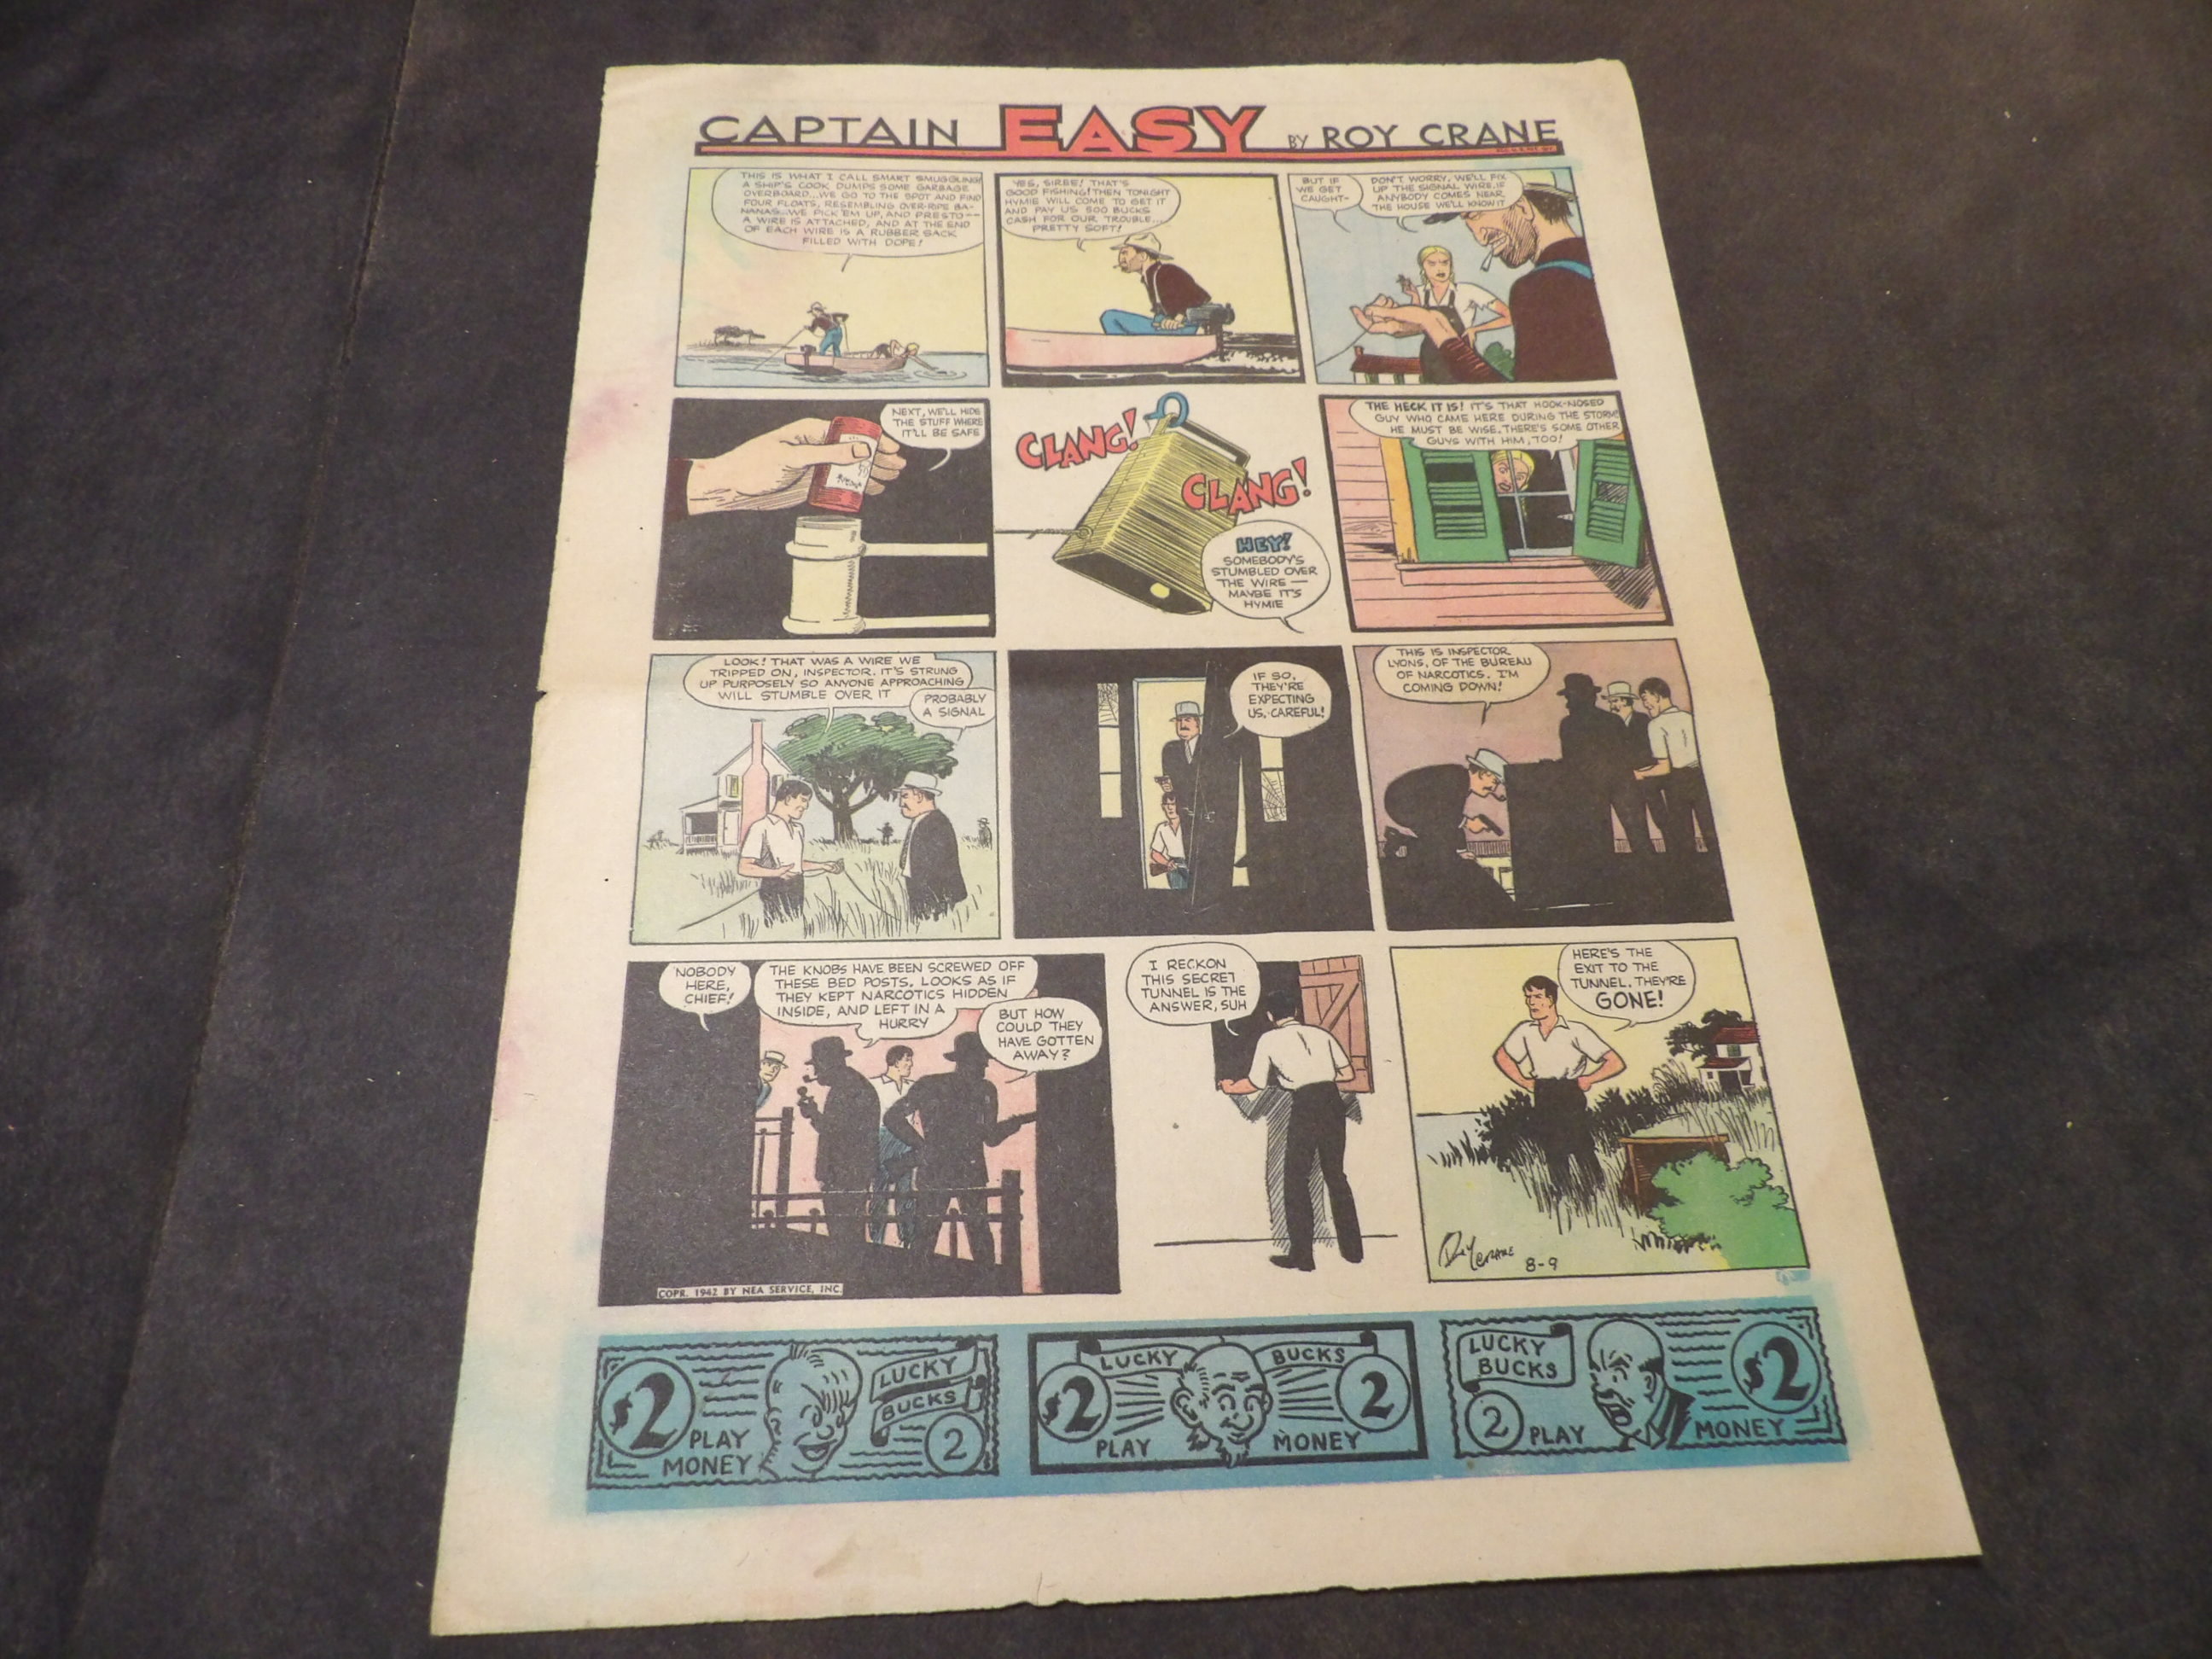 CAPTAIN EASY BY ROY CRANE
THIS IS WHAT I CALL SMART SMUGGLING!
A SHIP'S COOK DUMPS SOME GARBAGE
OVERBOARD...WE GO TO THE SPOT AND FIND
FOUR FLOATS, RESEMBLING OVER-RIPE BA-
NANAS...WE PICK 'EM UP, AND PRESTO--
A WIRE IS ATTACHED, AND AT THE END
OF EACH WIRE IS A RUBBER SACK
FILLED WITH DOPE!
YES, SIREE! THAT'S
GOOD FISHING! THEN TONIGHT
HYMIE WILL COME TO GET IT
AND PAY US 500 BUCKS
CASH FOR OUR TROUBLE...
PRETTY SOFT!
BUT IF
WE GET
CAUGHT-
DON'T WORRY. WE'LL FIX
UP THE SIGNAL WIRE. IF
ANYBODY COMES NEAR
THE HOUSE WE'LL KNOW IT
NEXT, WE'LL HIDE
THE STUFF WHERE
IT'LL BE SAFE
CLANG!
CLANG!
HEY!
SOMEBODY'S
STUMBLED OVER
THE WIRE —
MAYBE IT'S
HYMIE
THE HECK IT IS! IT'S THAT HOOK-NOSED
GUY WHO CAME HERE DURING THE STORM!
HE MUST BE WISE. THERE'S SOME OTHER
GUYS WITH HIM, TOO!
LOOK! THAT WAS A WIRE WE
TRIPPED ON, INSPECTOR. IT'S STRUNG
UP PURPOSELY SO ANYONE APPROACHING
WILL STUMBLE OVER IT
PROBABLY
A SIGNAL
IF SO,
THEY'RE
EXPECTING
US. CAREFUL!
THIS IS INSPECTOR
LYONS, OF THE BUREAU
OF NARCOTICS. I'M
COMING DOWN!
NOBODY
HERE,
CHIEF!
THE KNOBS HAVE BEEN SCREWED OFF
THESE BED POSTS. LOOKS AS IF
THEY KEPT NARCOTICS HIDDEN
INSIDE, AND LEFT IN A
HURRY
BUT HOW
COULD THEY
HAVE GOTTEN
AWAY?
COPR. 1942 BY NEA SERVICE, INC.
I RECKON
THIS SECRET
TUNNEL IS THE
ANSWER, SUH
HERE'S THE
EXIT TO THE
TUNNEL. THEY'RE
GONE!
Roy CRANE
8-9
$2
PLAY
MONEY
LUCKY
BUCKS
2
LUCKY BUCKS
$2
2
PLAY MONEY
LUCKY
BUCKS
$2
2
PLAY
MONEY